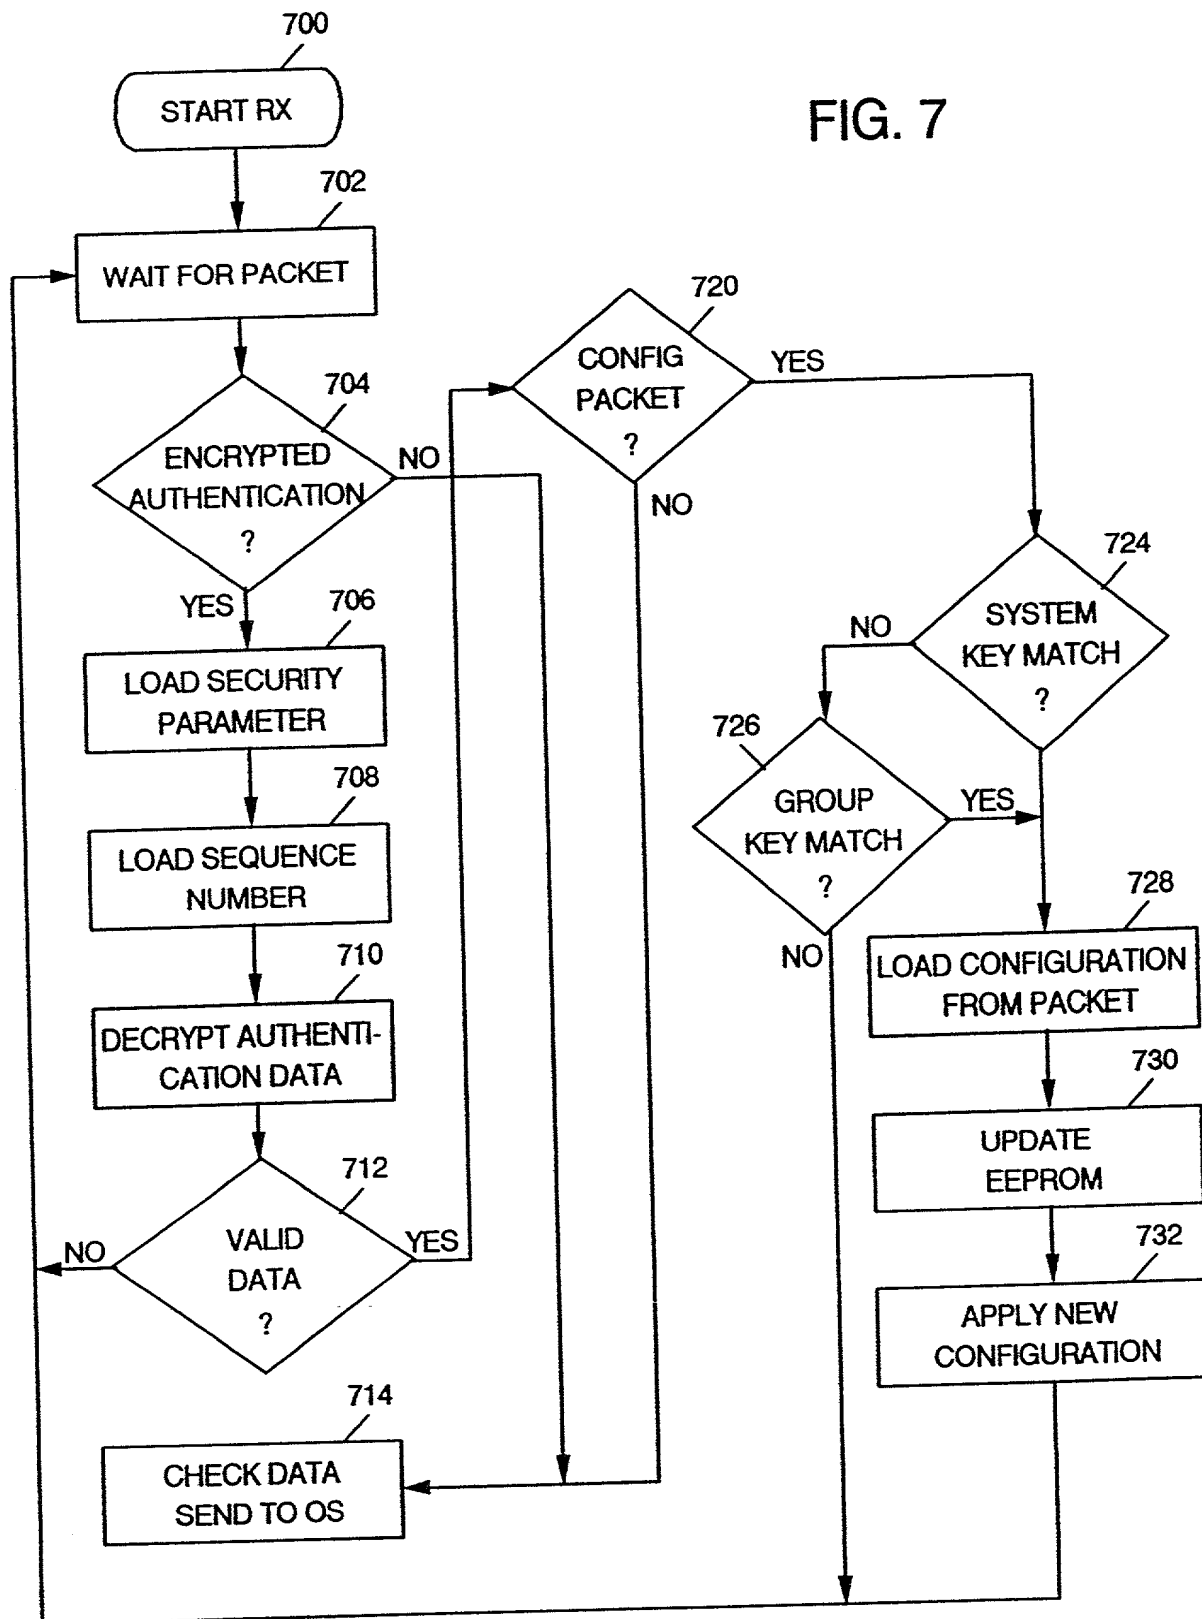 FIG. 7
700
START RX
702
WAIT FOR PACKET
704
ENCRYPTED
AUTHENTICATION
?
NO
YES
706
LOAD SECURITY
PARAMETER
708
LOAD SEQUENCE
NUMBER
710
DECRYPT AUTHENTI-
CATION DATA
712
VALID
DATA
?
NO
YES
714
CHECK DATA
SEND TO OS
720
CONFIG
PACKET
?
YES
NO
724
SYSTEM
KEY MATCH
?
NO
726
GROUP
KEY MATCH
?
YES
NO
728
LOAD CONFIGURATION
FROM PACKET
730
UPDATE
EEPROM
732
APPLY NEW
CONFIGURATION